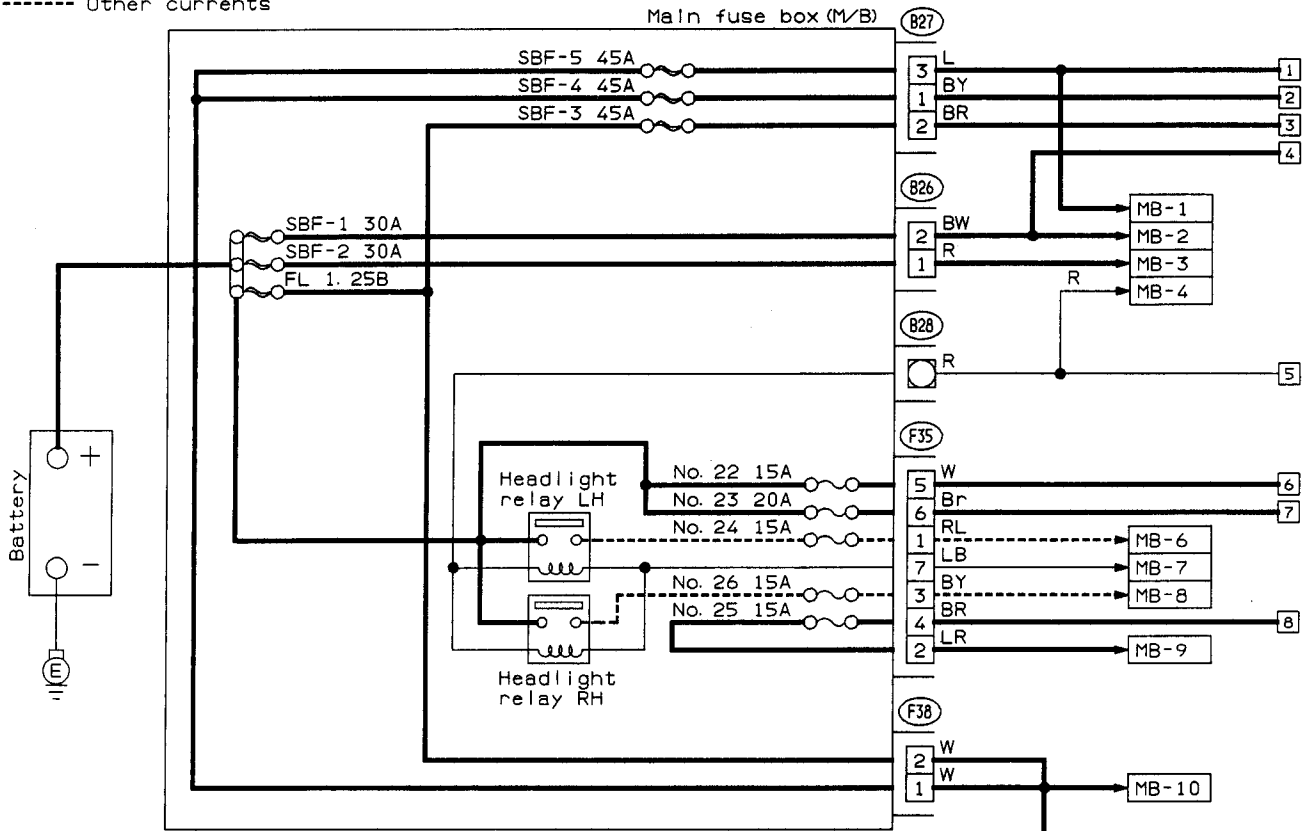 Other currents
Main fuse box (M/B)
B27
SBF-5 45A
3
L
1
SBF-4 45A
1
BY
2
SBF-3 45A
2
BR
3
4
B26
MB-1
SBF-1 30A
2
BW
MB-2
SBF-2 30A
1
R
MB-3
FL 1.25B
R
MB-4
B28
R
5
Battery
+
-
E
F35
Headlight
relay LH
No. 22 15A
5
W
6
No. 23 20A
6
Br
7
No. 24 15A
1
RL
MB-6
7
LB
MB-7
No. 26 15A
3
BY
MB-8
No. 25 15A
4
BR
8
2
LR
MB-9
Headlight
relay RH
F38
2
W
1
W
MB-10